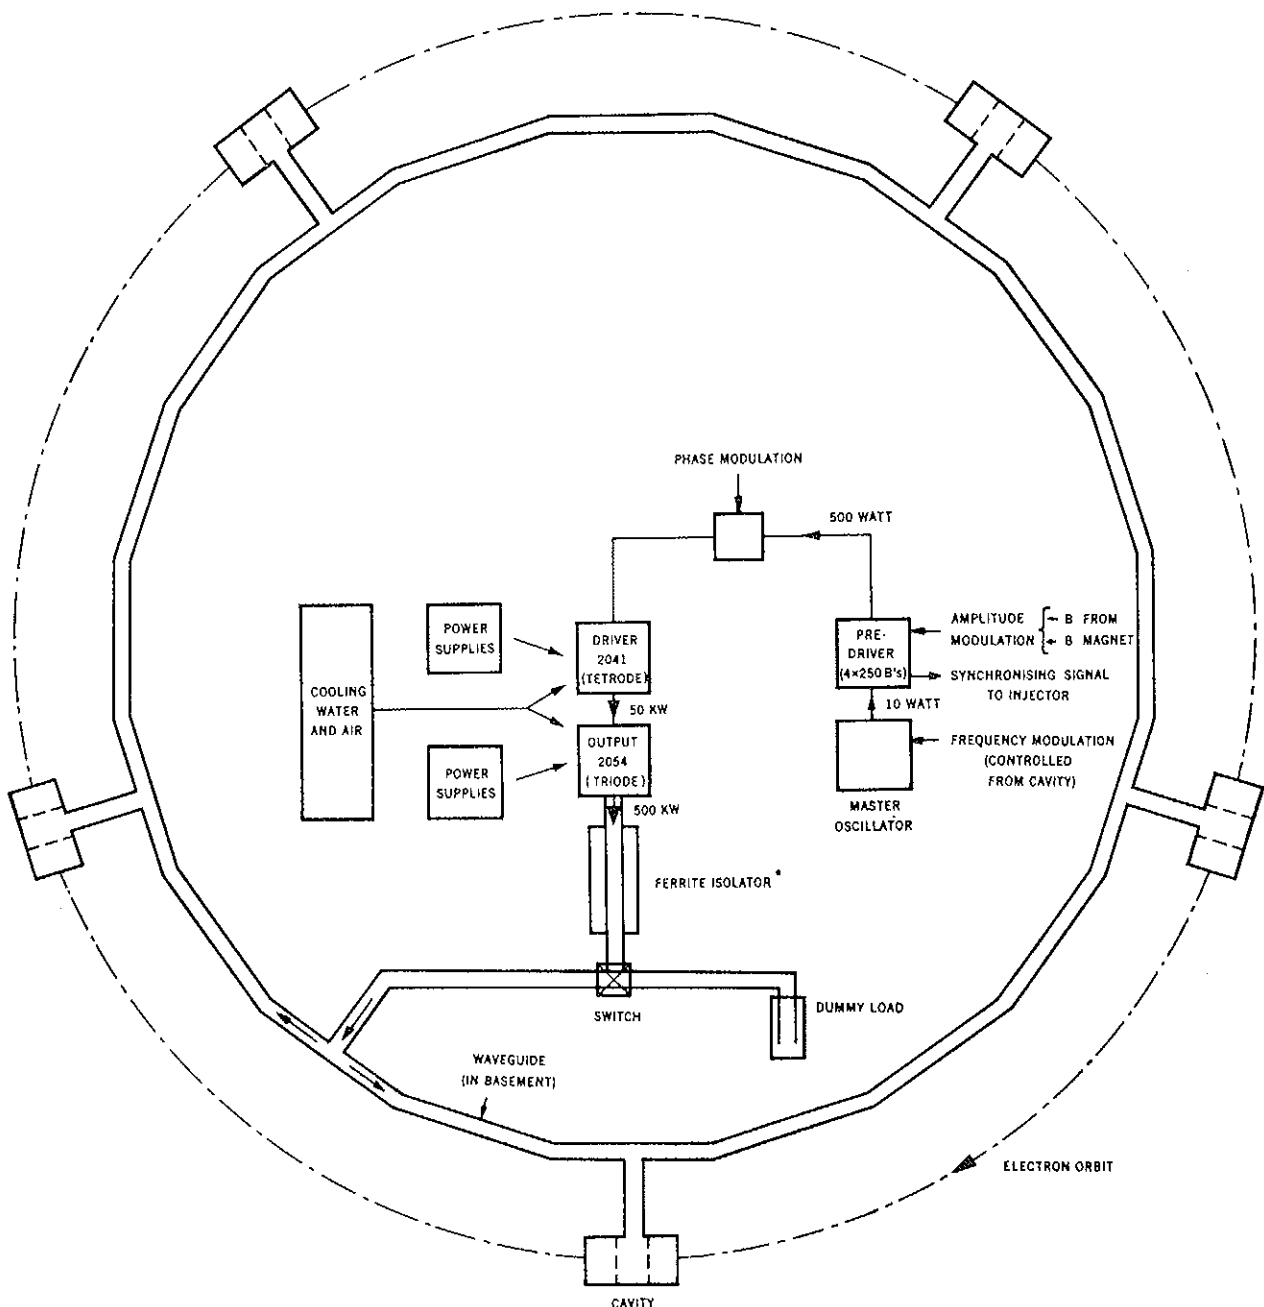 PHASE MODULATION
500 WATT
POWER
SUPPLIES
DRIVER
2041
(TETRODE)
PRE-
DRIVER
(4×250 B's)
AMPLITUDE
MODULATION
B FROM
B MAGNET
SYNCHRONISING SIGNAL
TO INJECTOR
COOLING
WATER
AND AIR
50 KW
10 WATT
OUTPUT
2054
(TRIODE)
POWER
SUPPLIES
FREQUENCY MODULATION
(CONTROLLED
FROM CAVITY)
MASTER
OSCILLATOR
500 KW
FERRITE ISOLATOR *
SWITCH
DUMMY LOAD
WAVEGUIDE
(IN BASEMENT)
ELECTRON ORBIT
CAVITY